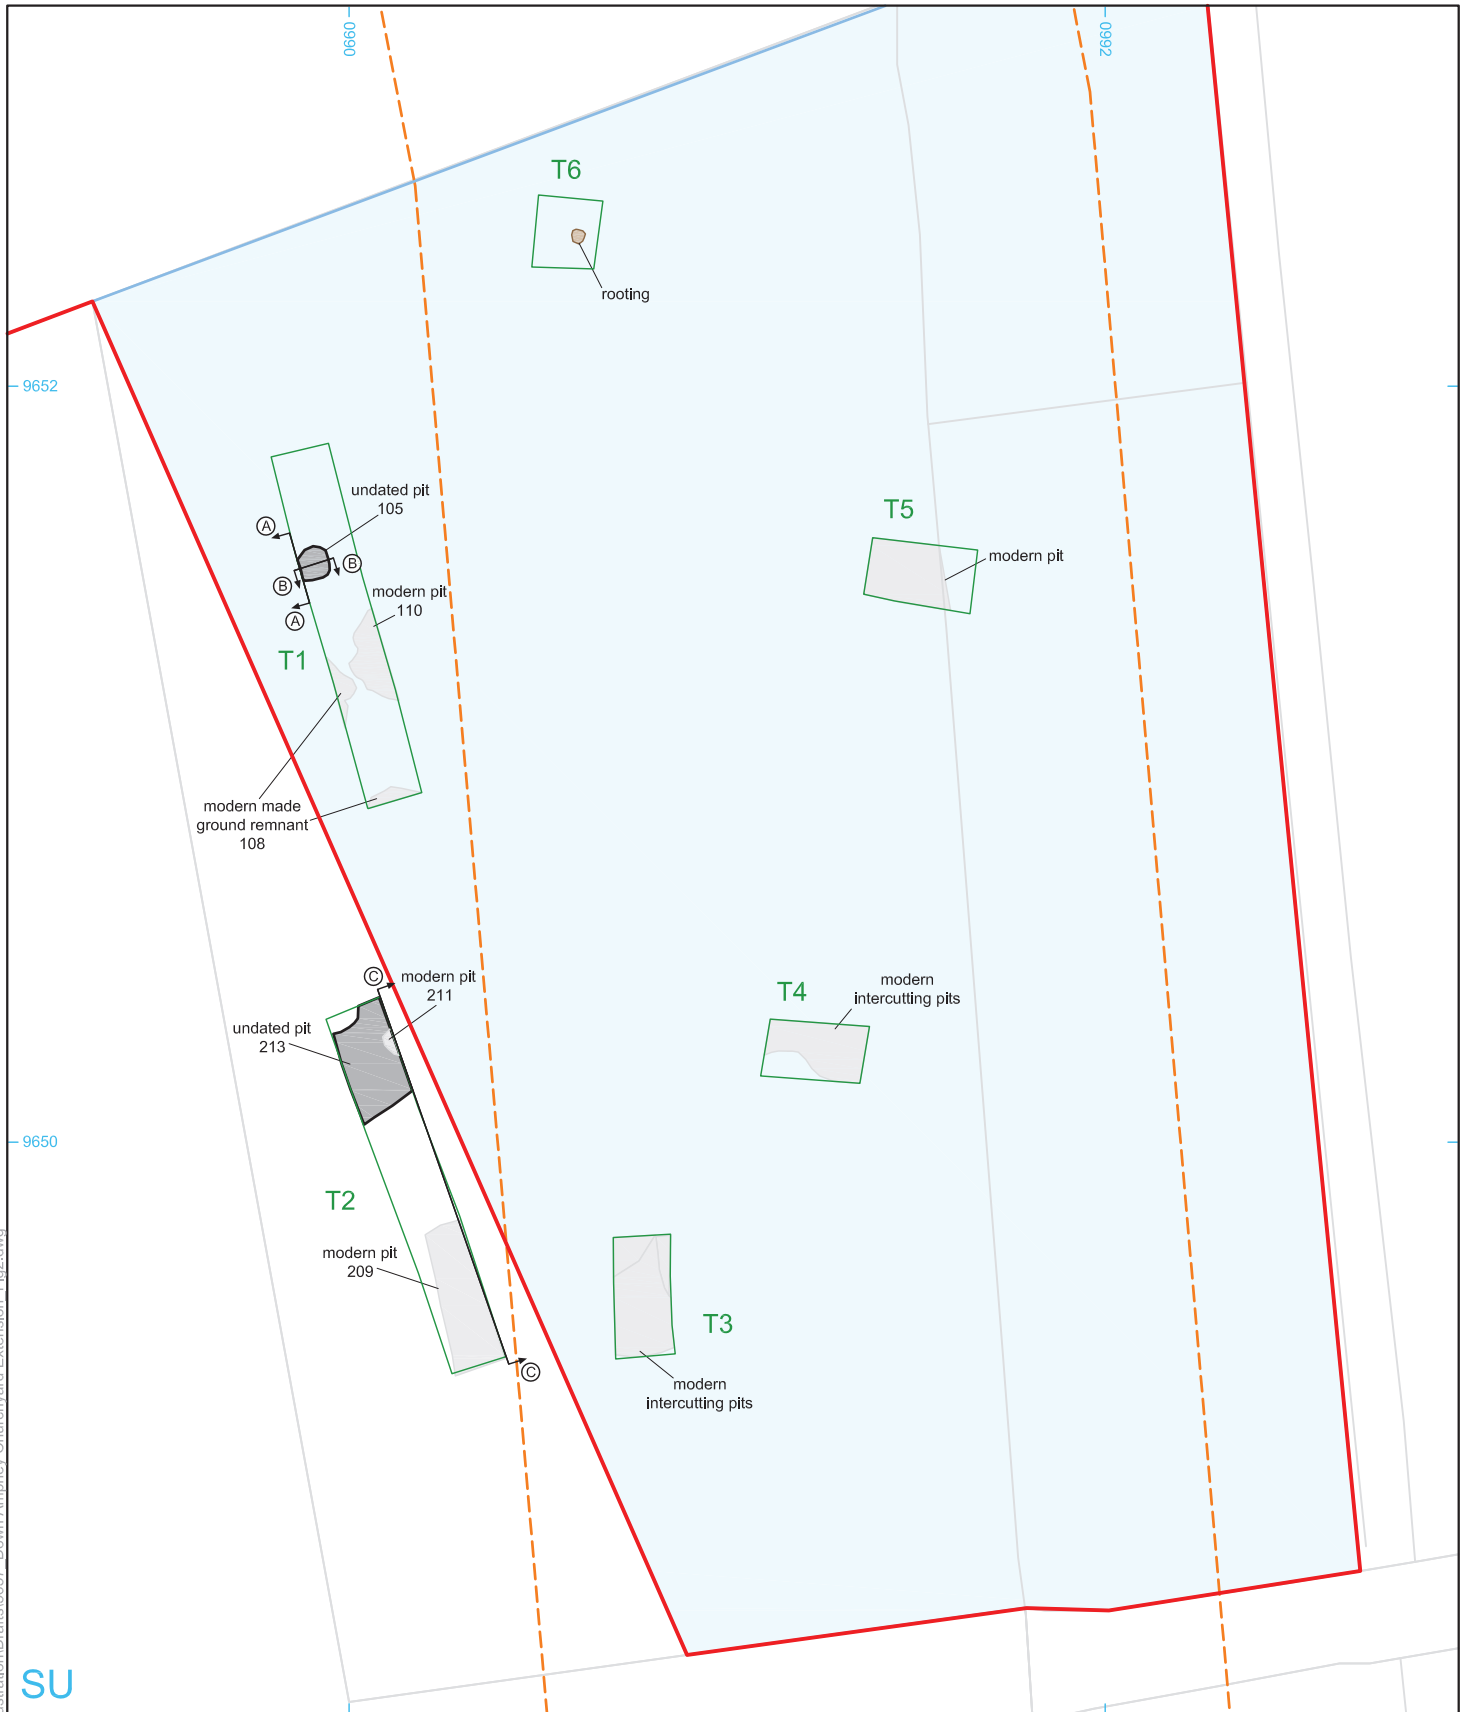 0990
0992
T6
rooting
9652
undated pit
105
A
B
B
A
modern pit
110
T1
T5
modern pit
modern made
ground remnant
108
C
modern pit
211
undated pit
213
T4
modern
intercutting pits
9650
T2
modern pit
209
T3
C
modern
intercutting pits
SU